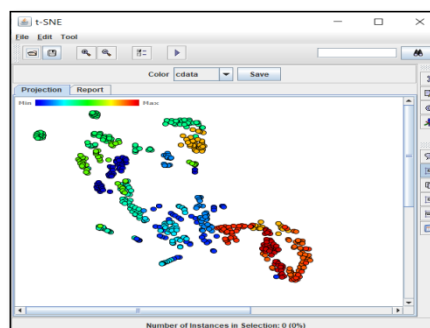 t-SNE
File Edit Tool
Color cdata Save
Projection Report
Min Max
Number of Instances in Selection: 0 (0%)